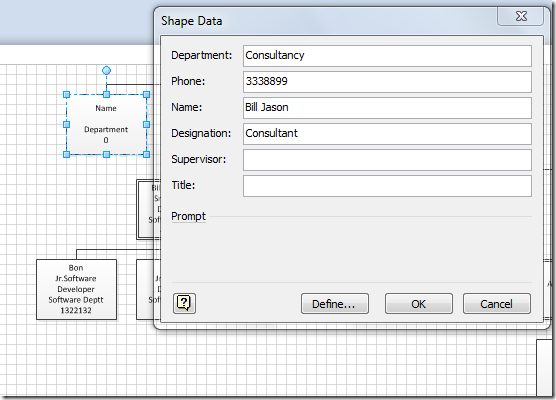 Shape Data
Department: Consultancy
Phone: 3338899
Name: Bill Jason
Designation: Consultant
Supervisor:
Title:
Prompt
Define... OK Cancel
Name
Department
0
Bon
Jr.Software
Developer
Software Deptt
1322132